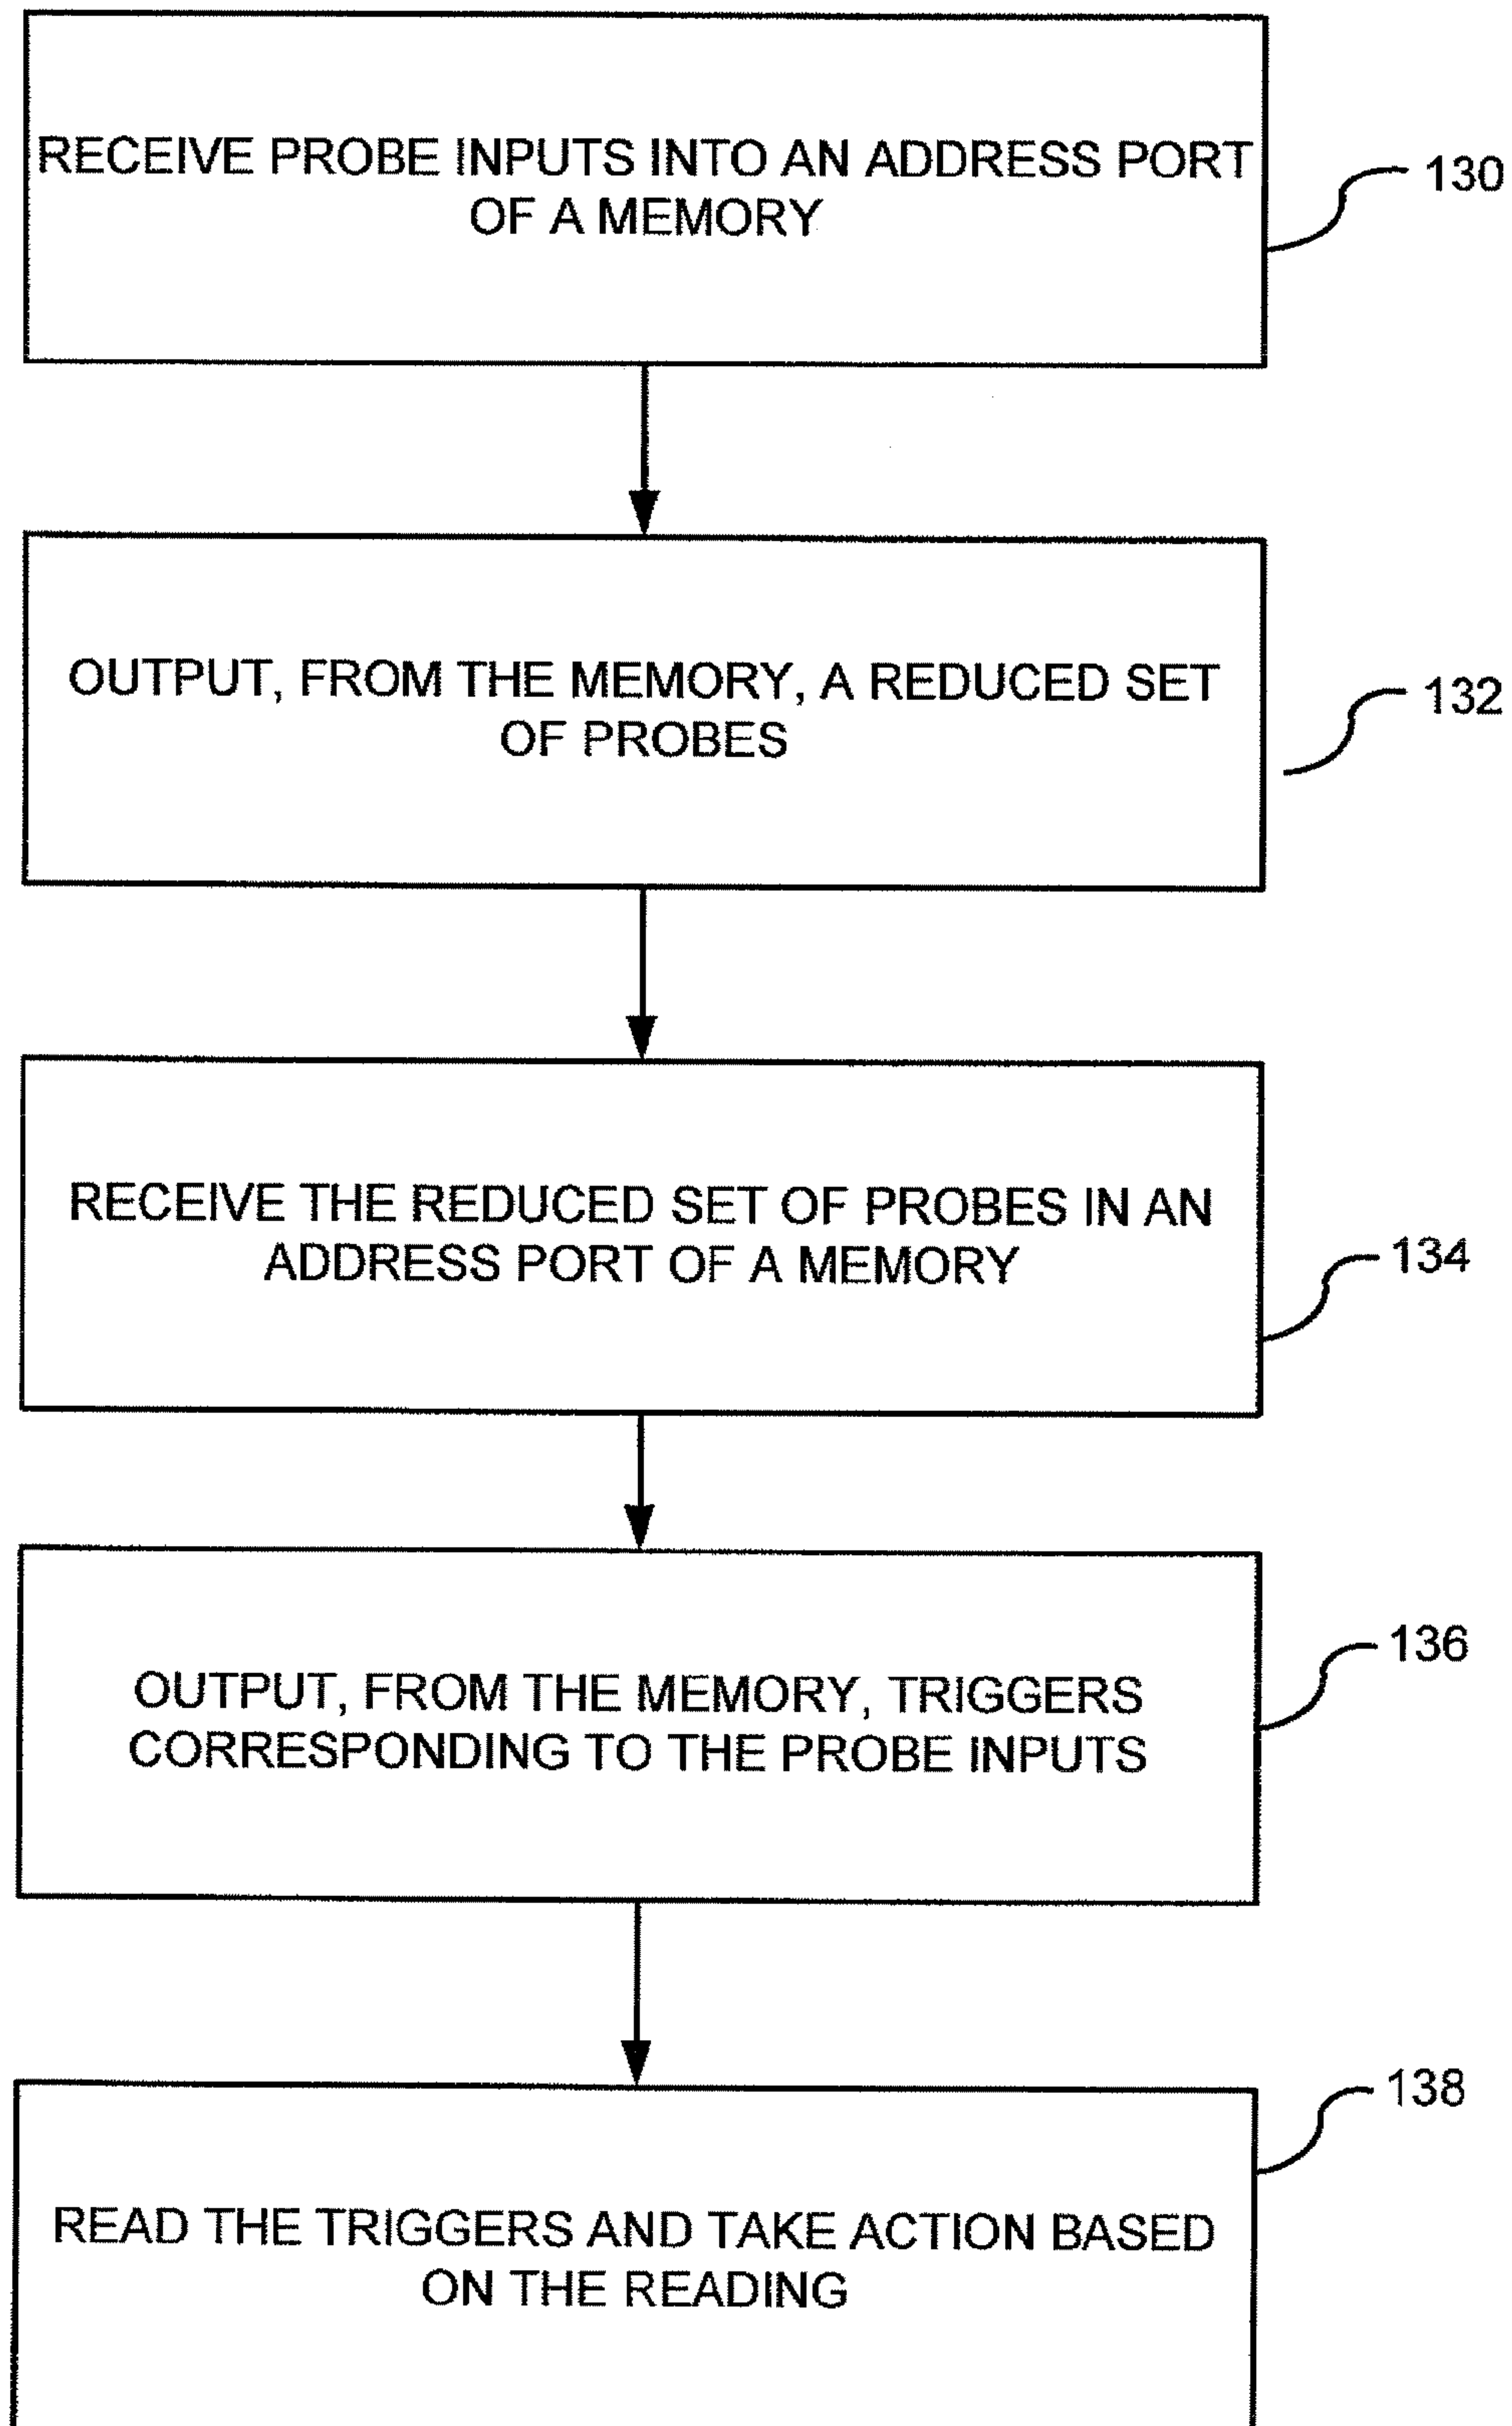 RECEIVE PROBE INPUTS INTO AN ADDRESS PORT
OF A MEMORY
130
OUTPUT, FROM THE MEMORY, A REDUCED SET
OF PROBES
132
RECEIVE THE REDUCED SET OF PROBES IN AN
ADDRESS PORT OF A MEMORY
134
OUTPUT, FROM THE MEMORY, TRIGGERS
CORRESPONDING TO THE PROBE INPUTS
136
READ THE TRIGGERS AND TAKE ACTION BASED
ON THE READING
138